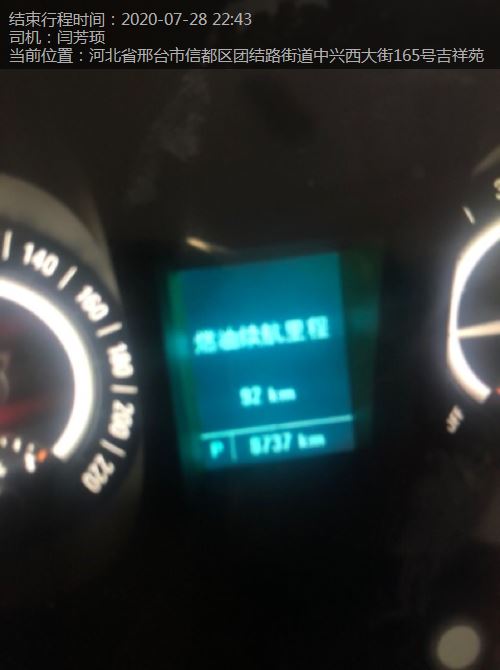 结束行程时间：2020-07-28 22:43
司机：闫芳顼
当前位置：河北省邢台市信都区团结路街道中兴西大街165号吉祥苑
140
160
180
200
220
燃油续航里程
92 km
P
8737 km